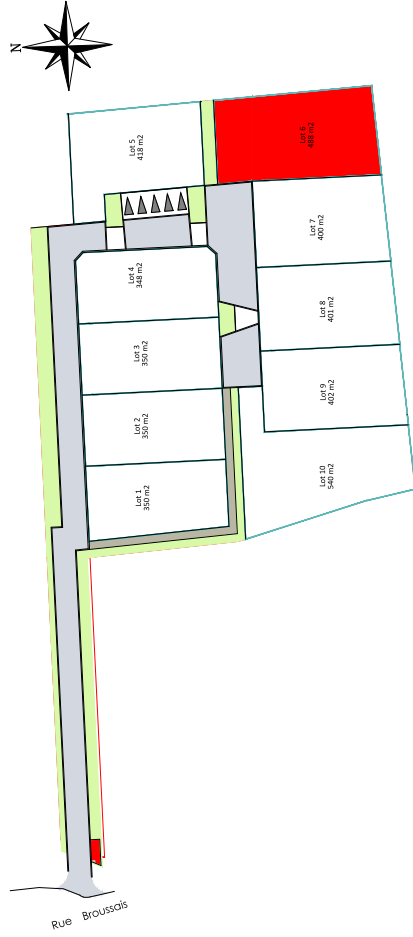 N
Lot 5
418 m2
Lot 6
488 m2
Lot 7
400 m2
Lot 4
348 m2
Lot 8
401 m2
Lot 3
350 m2
Lot 9
402 m2
Lot 2
350 m2
Lot 10
540 m2
Lot 1
350 m2
Rue Broussais